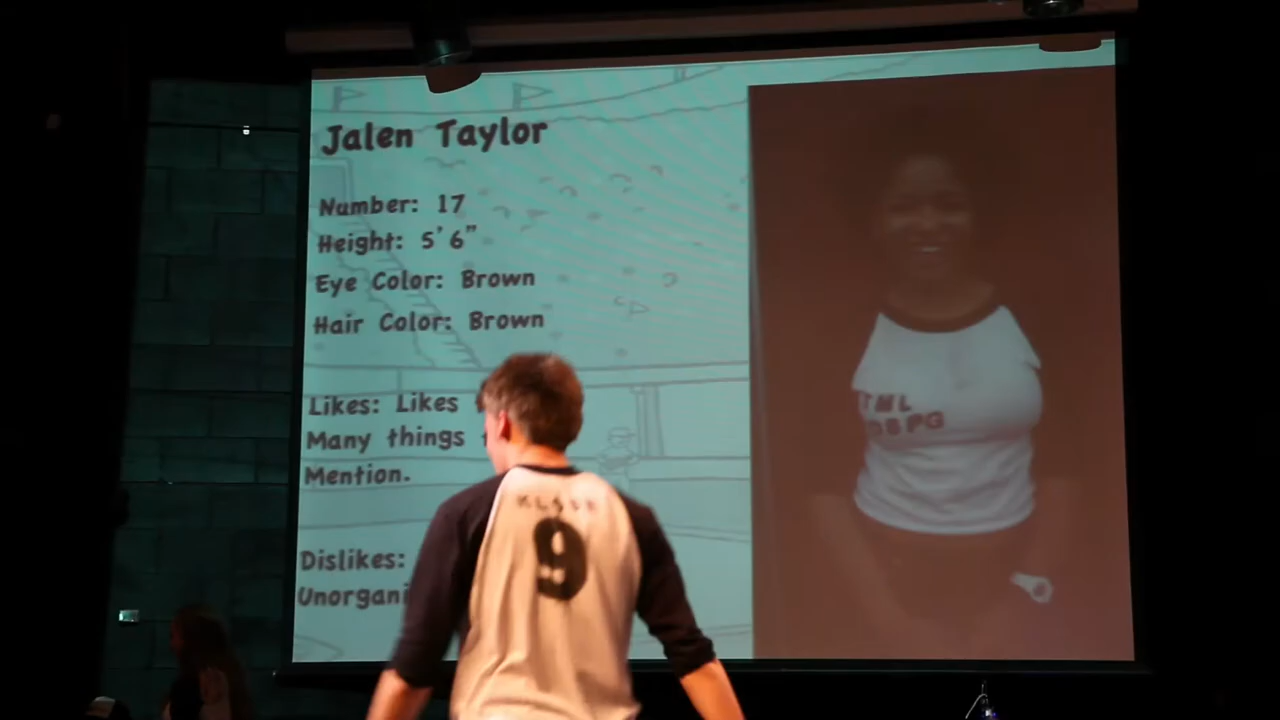 Jalen Taylor
Number: 17
Height: 5'6"
Eye Color: Brown
Hair Color: Brown
Likes: Likes
Many things
Mention.
Dislikes:
Unorgani
9